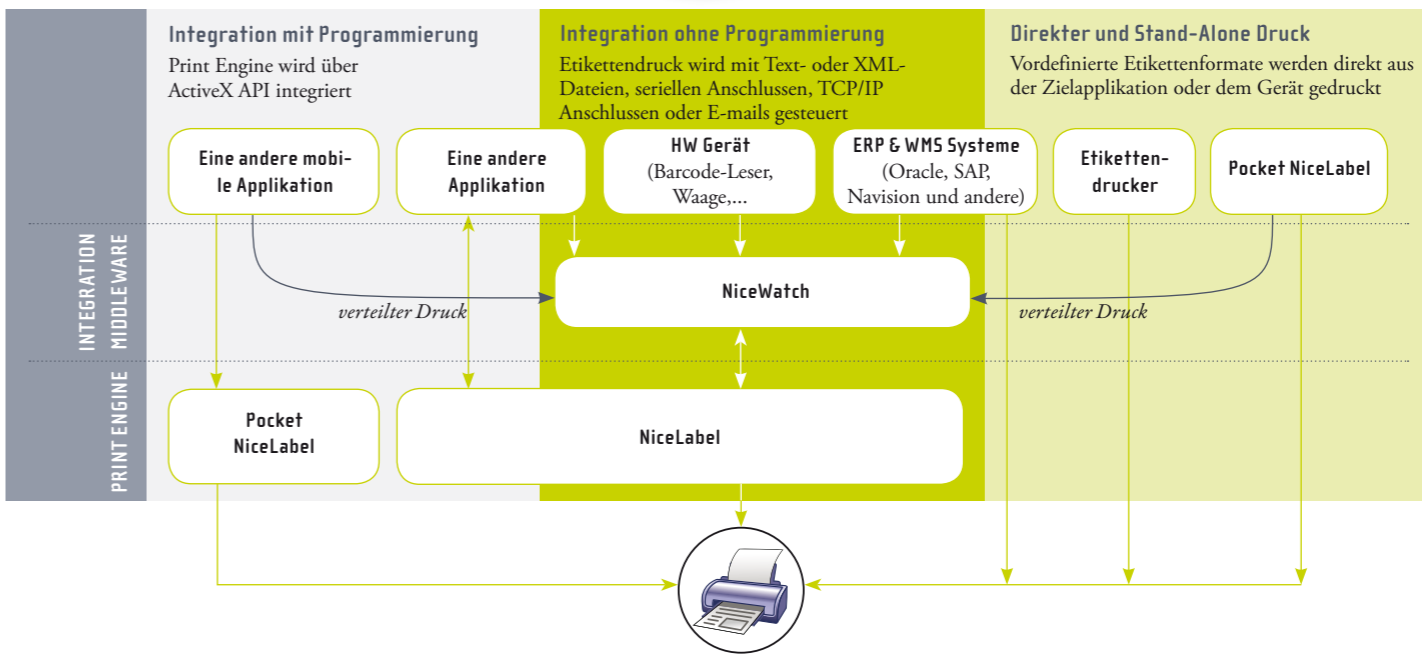 Integration mit Programmierung
Print Engine wird über
ActiveX API integriert
Integration ohne Programmierung
Etikettendruck wird mit Text- oder XML-
Dateien, seriellen Anschlussen, TCP/IP
Anschlussen oder E-mails gesteuert
Direkter und Stand-Alone Druck
Vordefinierte Etikettenformate werden direkt aus
der Zielapplikation oder dem Gerät gedruckt
Eine andere mobi-
le Applikation
Eine andere
Applikation
HW Gerät
(Barcode-Leser,
Waage,...
ERP & WMS Systeme
(Oracle, SAP,
Navision und andere)
Etiketten-
drucker
Pocket NiceLabel
INTEGRATION
MIDDLEWARE
NiceWatch
verteilter Druck
verteilter Druck
PRINT ENGINE
Pocket
NiceLabel
NiceLabel